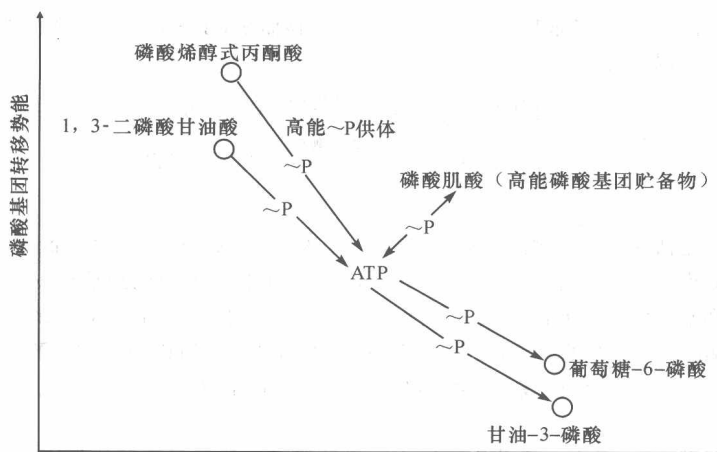 磷酸烯醇式丙酮酸
1，3-二磷酸甘油酸
高能～P供体
～P
磷酸肌酸（高能磷酸基团贮备物）
～P
～P
ATP
～P
～P
葡萄糖-6-磷酸
甘油-3-磷酸
磷酸基团转移势能